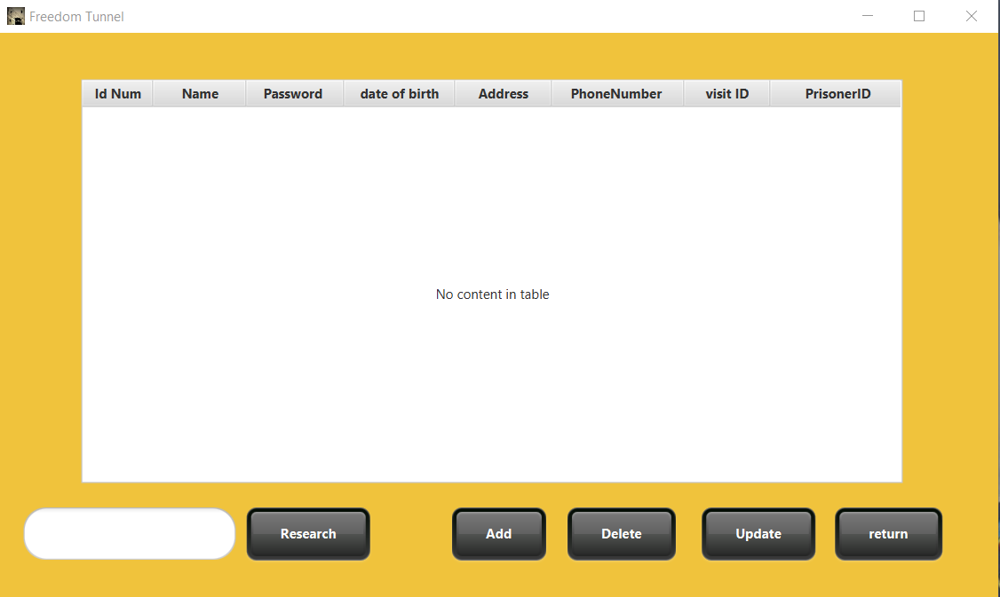 Freedom Tunnel
Id Num Name Password date of birth Address PhoneNumber visit ID PrisonerID
No content in table
Research Add Delete Update return